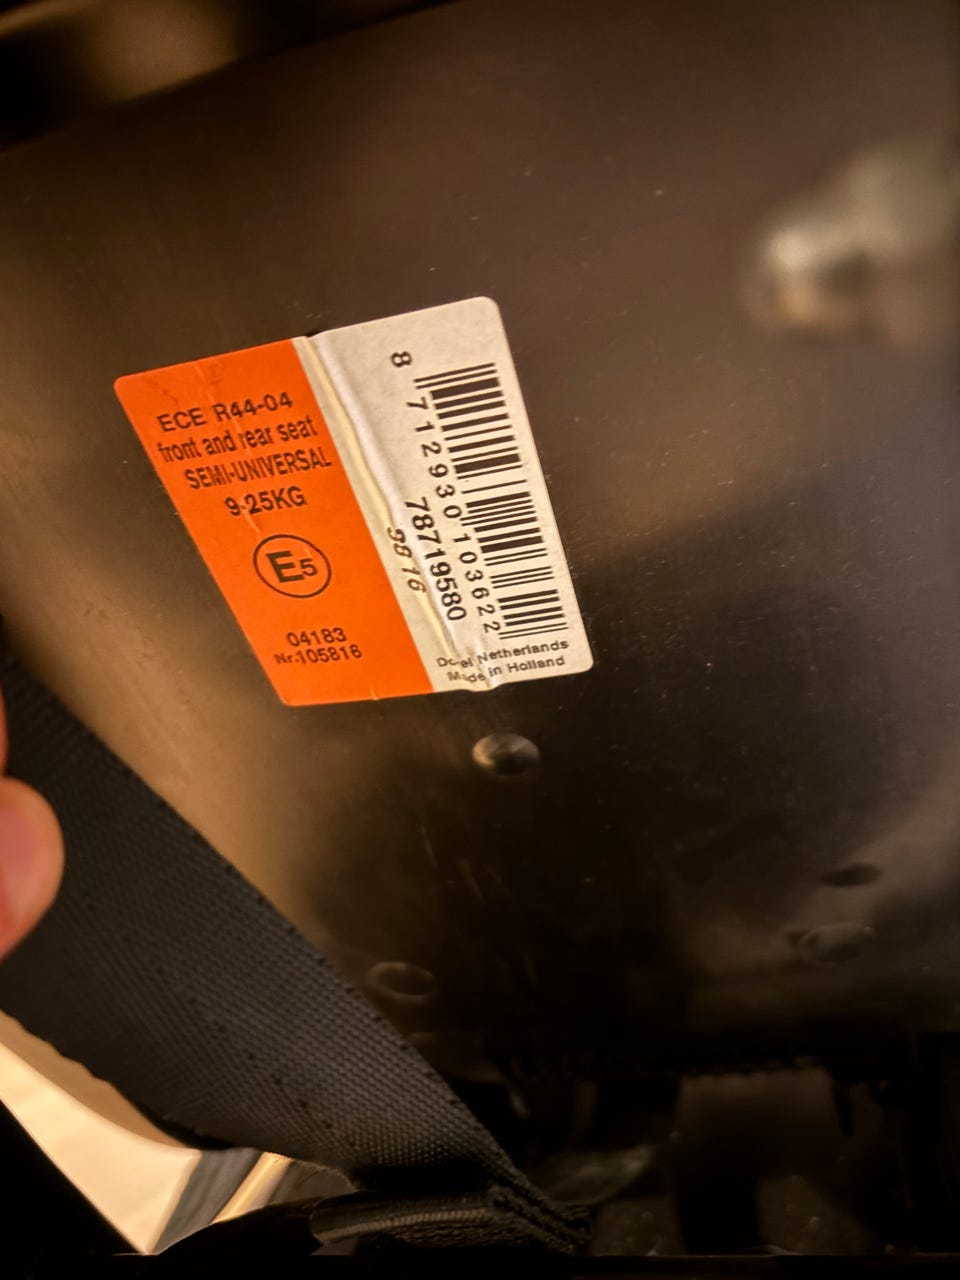 ECE R44-04
front and rear seat
SEMI-UNIVERSAL
9-25KG
E5
04183
Nr.105816
8 712930 103622
78719580
9816
Dorel Netherlands
Made in Holland